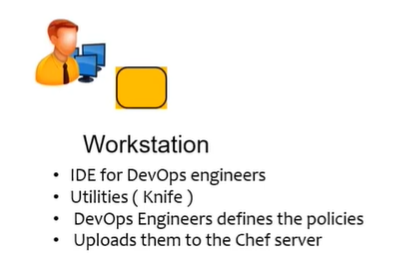 Workstation
• IDE for DevOps engineers
• Utilities ( Knife )
• DevOps Engineers defines the policies
• Uploads them to the Chef server